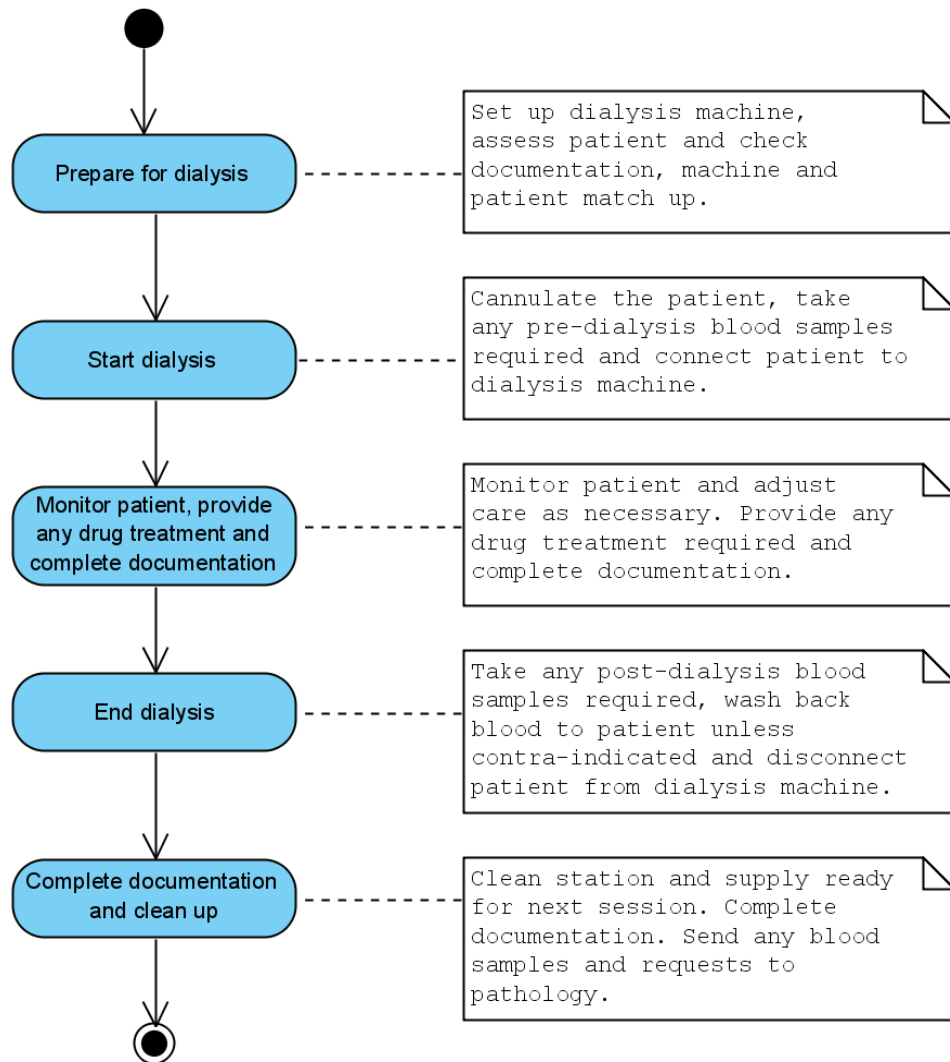 Prepare for dialysis
Set up dialysis machine,
assess patient and check
documentation, machine and
patient match up.
Start dialysis
Cannulate the patient, take
any pre-dialysis blood samples
required and connect patient to
dialysis machine.
Monitor patient, provide
any drug treatment and
complete documentation
Monitor patient and adjust
care as necessary. Provide any
drug treatment required and
complete documentation.
End dialysis
Take any post-dialysis blood
samples required, wash back
blood to patient unless
contra-indicated and disconnect
patient from dialysis machine.
Complete documentation
and clean up
Clean station and supply ready
for next session. Complete
documentation. Send any blood
samples and requests to
pathology.